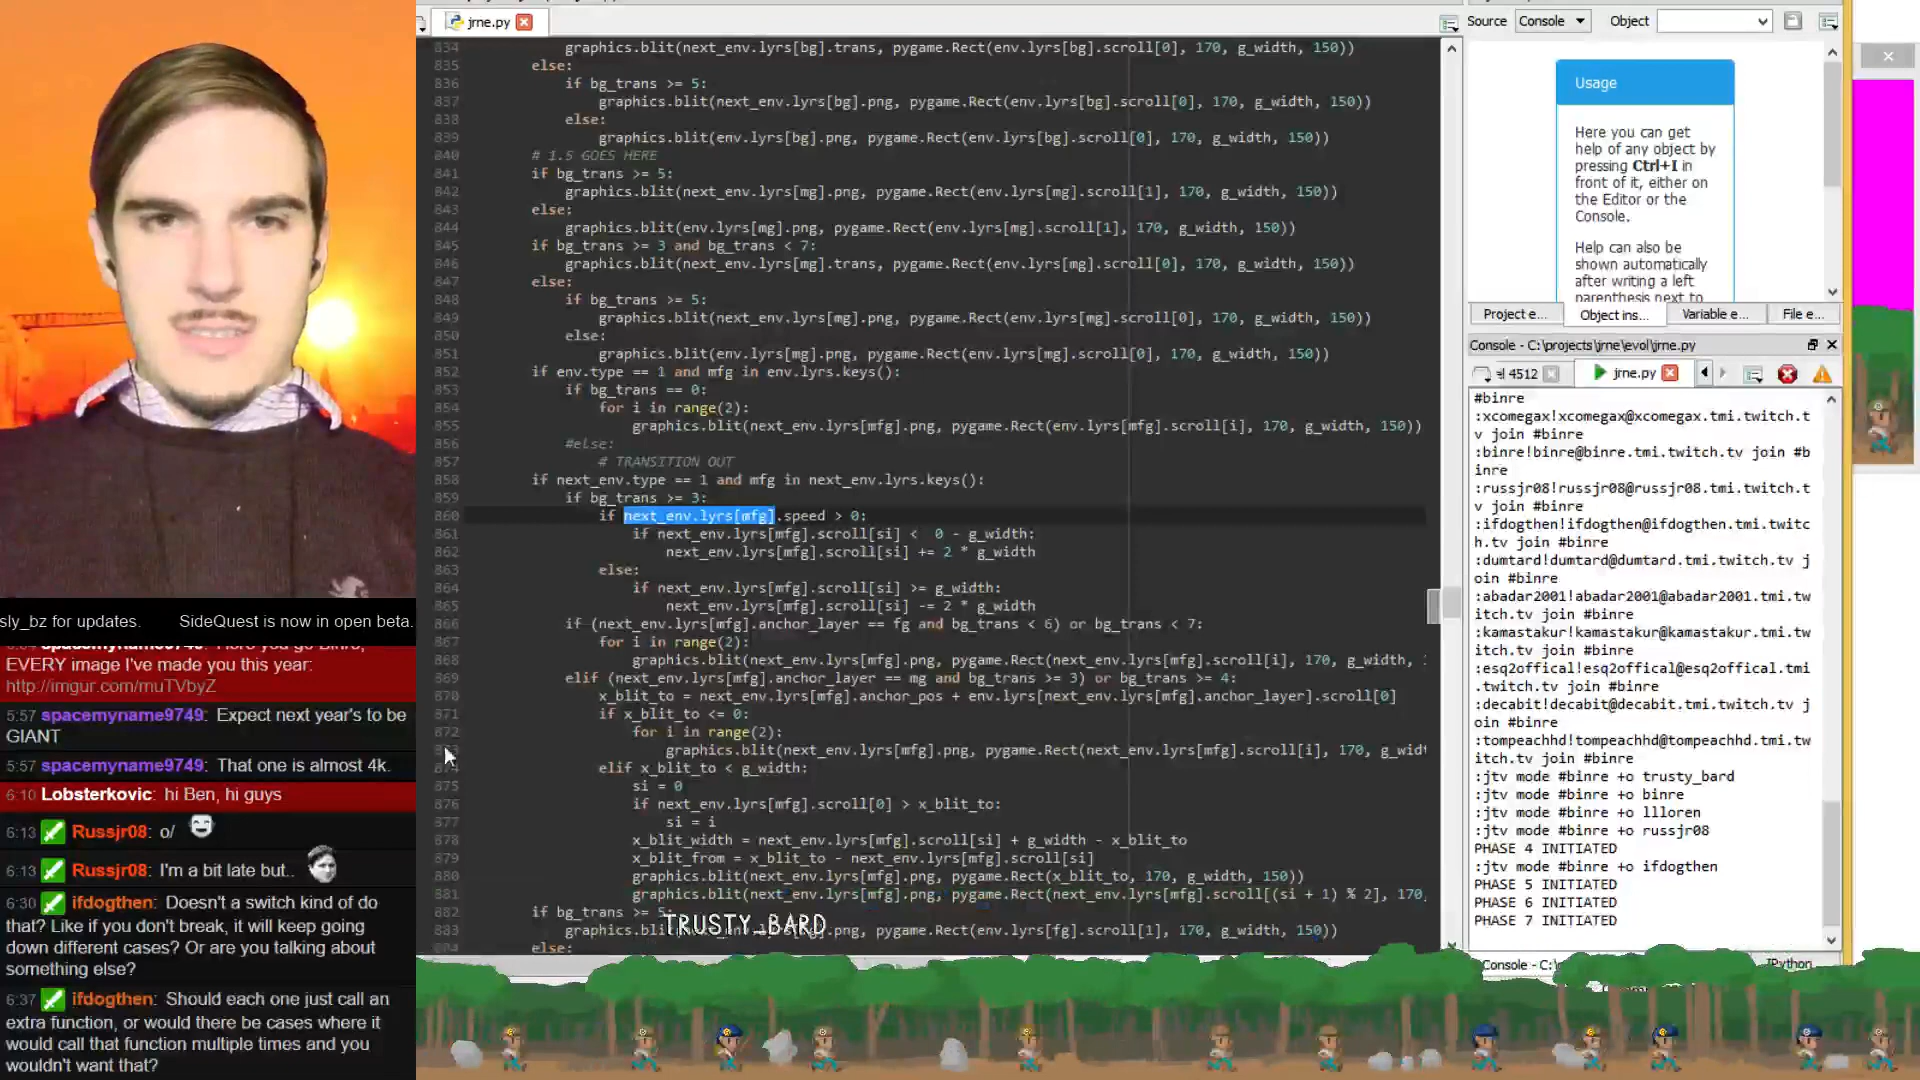 jrne.py
Source Console Object
834 graphics.blit(next_env.lyrs[bg].trans, pygame.Rect(env.lyrs[bg].scroll[0], 170, g_width, 150))
835 else:
836 if bg_trans >= 5:
837 graphics.blit(next_env.lyrs[bg].png, pygame.Rect(env.lyrs[bg].scroll[0], 170, g_width, 150))
838 else:
839 graphics.blit(env.lyrs[bg].png, pygame.Rect(env.lyrs[bg].scroll[0], 170, g_width, 150))
840 # 1.5 GOES HERE
841 if bg_trans >= 5:
842 graphics.blit(next_env.lyrs[mg].png, pygame.Rect(env.lyrs[mg].scroll[1], 170, g_width, 150))
843 else:
844 graphics.blit(env.lyrs[mg].png, pygame.Rect(env.lyrs[mg].scroll[1], 170, g_width, 150))
845 if bg_trans >= 3 and bg_trans < 7:
846 graphics.blit(next_env.lyrs[mg].trans, pygame.Rect(env.lyrs[mg].scroll[0], 170, g_width, 150))
847 else:
848 if bg_trans >= 5:
849 graphics.blit(next_env.lyrs[mg].png, pygame.Rect(env.lyrs[mg].scroll[0], 170, g_width, 150))
850 else:
851 graphics.blit(env.lyrs[mg].png, pygame.Rect(env.lyrs[mg].scroll[0], 170, g_width, 150))
852 if env.type == 1 and mfg in env.lyrs.keys():
853 if bg_trans == 0:
854 for i in range(2):
855 graphics.blit(env.lyrs[mfg].png, pygame.Rect(env.lyrs[mfg].scroll[i], 170, g_width, 150))
856 #else:
857 # TRANSITION OUT
858 if next_env.type == 1 and mfg in next_env.lyrs.keys():
859 if bg_trans >= 3:
860 if next_env.lyrs[mfg].speed > 0:
861 if next_env.lyrs[mfg].scroll[si] < 0 - g_width:
862 next_env.lyrs[mfg].scroll[si] += 2 * g_width
863 else:
864 if next_env.lyrs[mfg].scroll[si] >= g_width:
865 next_env.lyrs[mfg].scroll[si] -= 2 * g_width
866 if (next_env.lyrs[mfg].anchor_layer == fg and bg_trans < 6) or bg_trans < 7:
867 for i in range(2):
868 graphics.blit(next_env.lyrs[mfg].png, pygame.Rect(next_env.lyrs[mfg].scroll[i], 170, g_width,
869 elif (next_env.lyrs[mfg].anchor_layer == mg and bg_trans >= 3) or bg_trans >= 4:
870 x_blit_to = next_env.lyrs[mfg].anchor_pos + env.lyrs[next_env.lyrs[mfg].anchor_layer].scroll[0]
871 if x_blit_to <= 0:
872 for i in range(2):
graphics.blit(next_env.lyrs[mfg].png, pygame.Rect(next_env.lyrs[mfg].scroll[i], 170, g_widt
874 elif x_blit_to < g_width:
875 si = 0
876 if next_env.lyrs[mfg].scroll[0] > x_blit_to:
877 si = i
878 x_blit_width = next_env.lyrs[mfg].scroll[si] + g_width - x_blit_to
879 x_blit_from = x_blit_to - next_env.lyrs[mfg].scroll[si]
880 graphics.blit(next_env.lyrs[mfg].png, pygame.Rect(x_blit_to, 170, g_width, 150))
881 graphics.blit(next_env.lyrs[mfg].png, pygame.Rect(next_env.lyrs[mfg].scroll[(si + 1) % 2], 170,
882 if bg_trans >= 5:
883 .png, pygame.Rect(env.lyrs[fg].scroll[1], 170, g_width, 150))
884 else:
TRUSTY_BARD
Usage
Here you can get
help of any object by
pressing Ctrl+I in
front of it, either on
the Editor or the
Console.
Help can also be
shown automatically
after writing a left
parenthesis next to
Project e... Object ins... Variable e... File e...
Console - C:\projects\jrne\evol\jrne.py
4512 jrne.py
#binre
:xcomegax!xcomegax@xcomegax.tmi.twitch.t
v join #binre
:binre!binre@binre.tmi.twitch.tv join #b
inre
:russjr08!russjr08@russjr08.tmi.twitch.t
v join #binre
:ifdogthen!ifdogthen@ifdogthen.tmi.twitc
h.tv join #binre
:dumtard!dumtard@dumtard.tmi.twitch.tv j
oin #binre
:abadar2001!abadar2001@abadar2001.tmi.tw
itch.tv join #binre
:kamastakur!kamastakur@kamastakur.tmi.tw
itch.tv join #binre
:esq2offical!esq2offical@esq2offical.tmi
.twitch.tv join #binre
:decabit!decabit@decabit.tmi.twitch.tv j
oin #binre
:tompeachhd!tompeachhd@tompeachhd.tmi.tw
itch.tv join #binre
:jtv mode #binre +o trusty_bard
:jtv mode #binre +o binre
:jtv mode #binre +o llloren
:jtv mode #binre +o russjr08
PHASE 4 INITIATED
:jtv mode #binre +o ifdogthen
PHASE 5 INITIATED
PHASE 6 INITIATED
PHASE 7 INITIATED
Console - C:\ IPython
sly_bz for updates. SideQuest is now in open beta.
EVERY image I've made you this year:
http://imgur.com/muTVbyZ
5:57 spacemyname9749: Expect next year's to be
GIANT
5:57 spacemyname9749: That one is almost 4k.
6:10 Lobsterkovic: hi Ben, hi guys
6:13 Russjr08: o/
6:13 Russjr08: I'm a bit late but..
6:30 ifdogthen: Doesn't a switch kind of do
that? Like if you don't break, it will keep going
down different cases? Or are you talking about
something else?
6:37 ifdogthen: Should each one just call an
extra function, or would there be cases where it
would call that function multiple times and you
wouldn't want that?